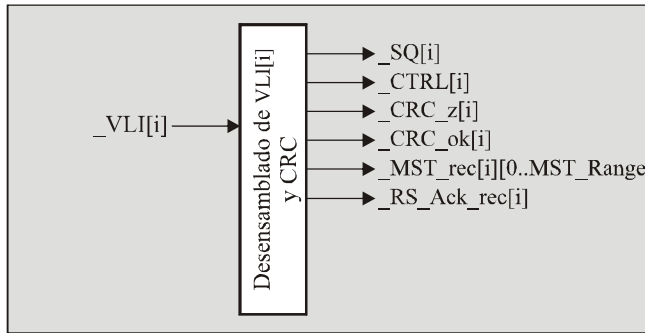 _VLI[i]
Desensamblado de VLI[i]
y CRC
_SQ[i]
_CTRL[i]
_CRC_z[i]
_CRC_ok[i]
_MST_rec[i][0..MST_Range
_RS_Ack_rec[i]